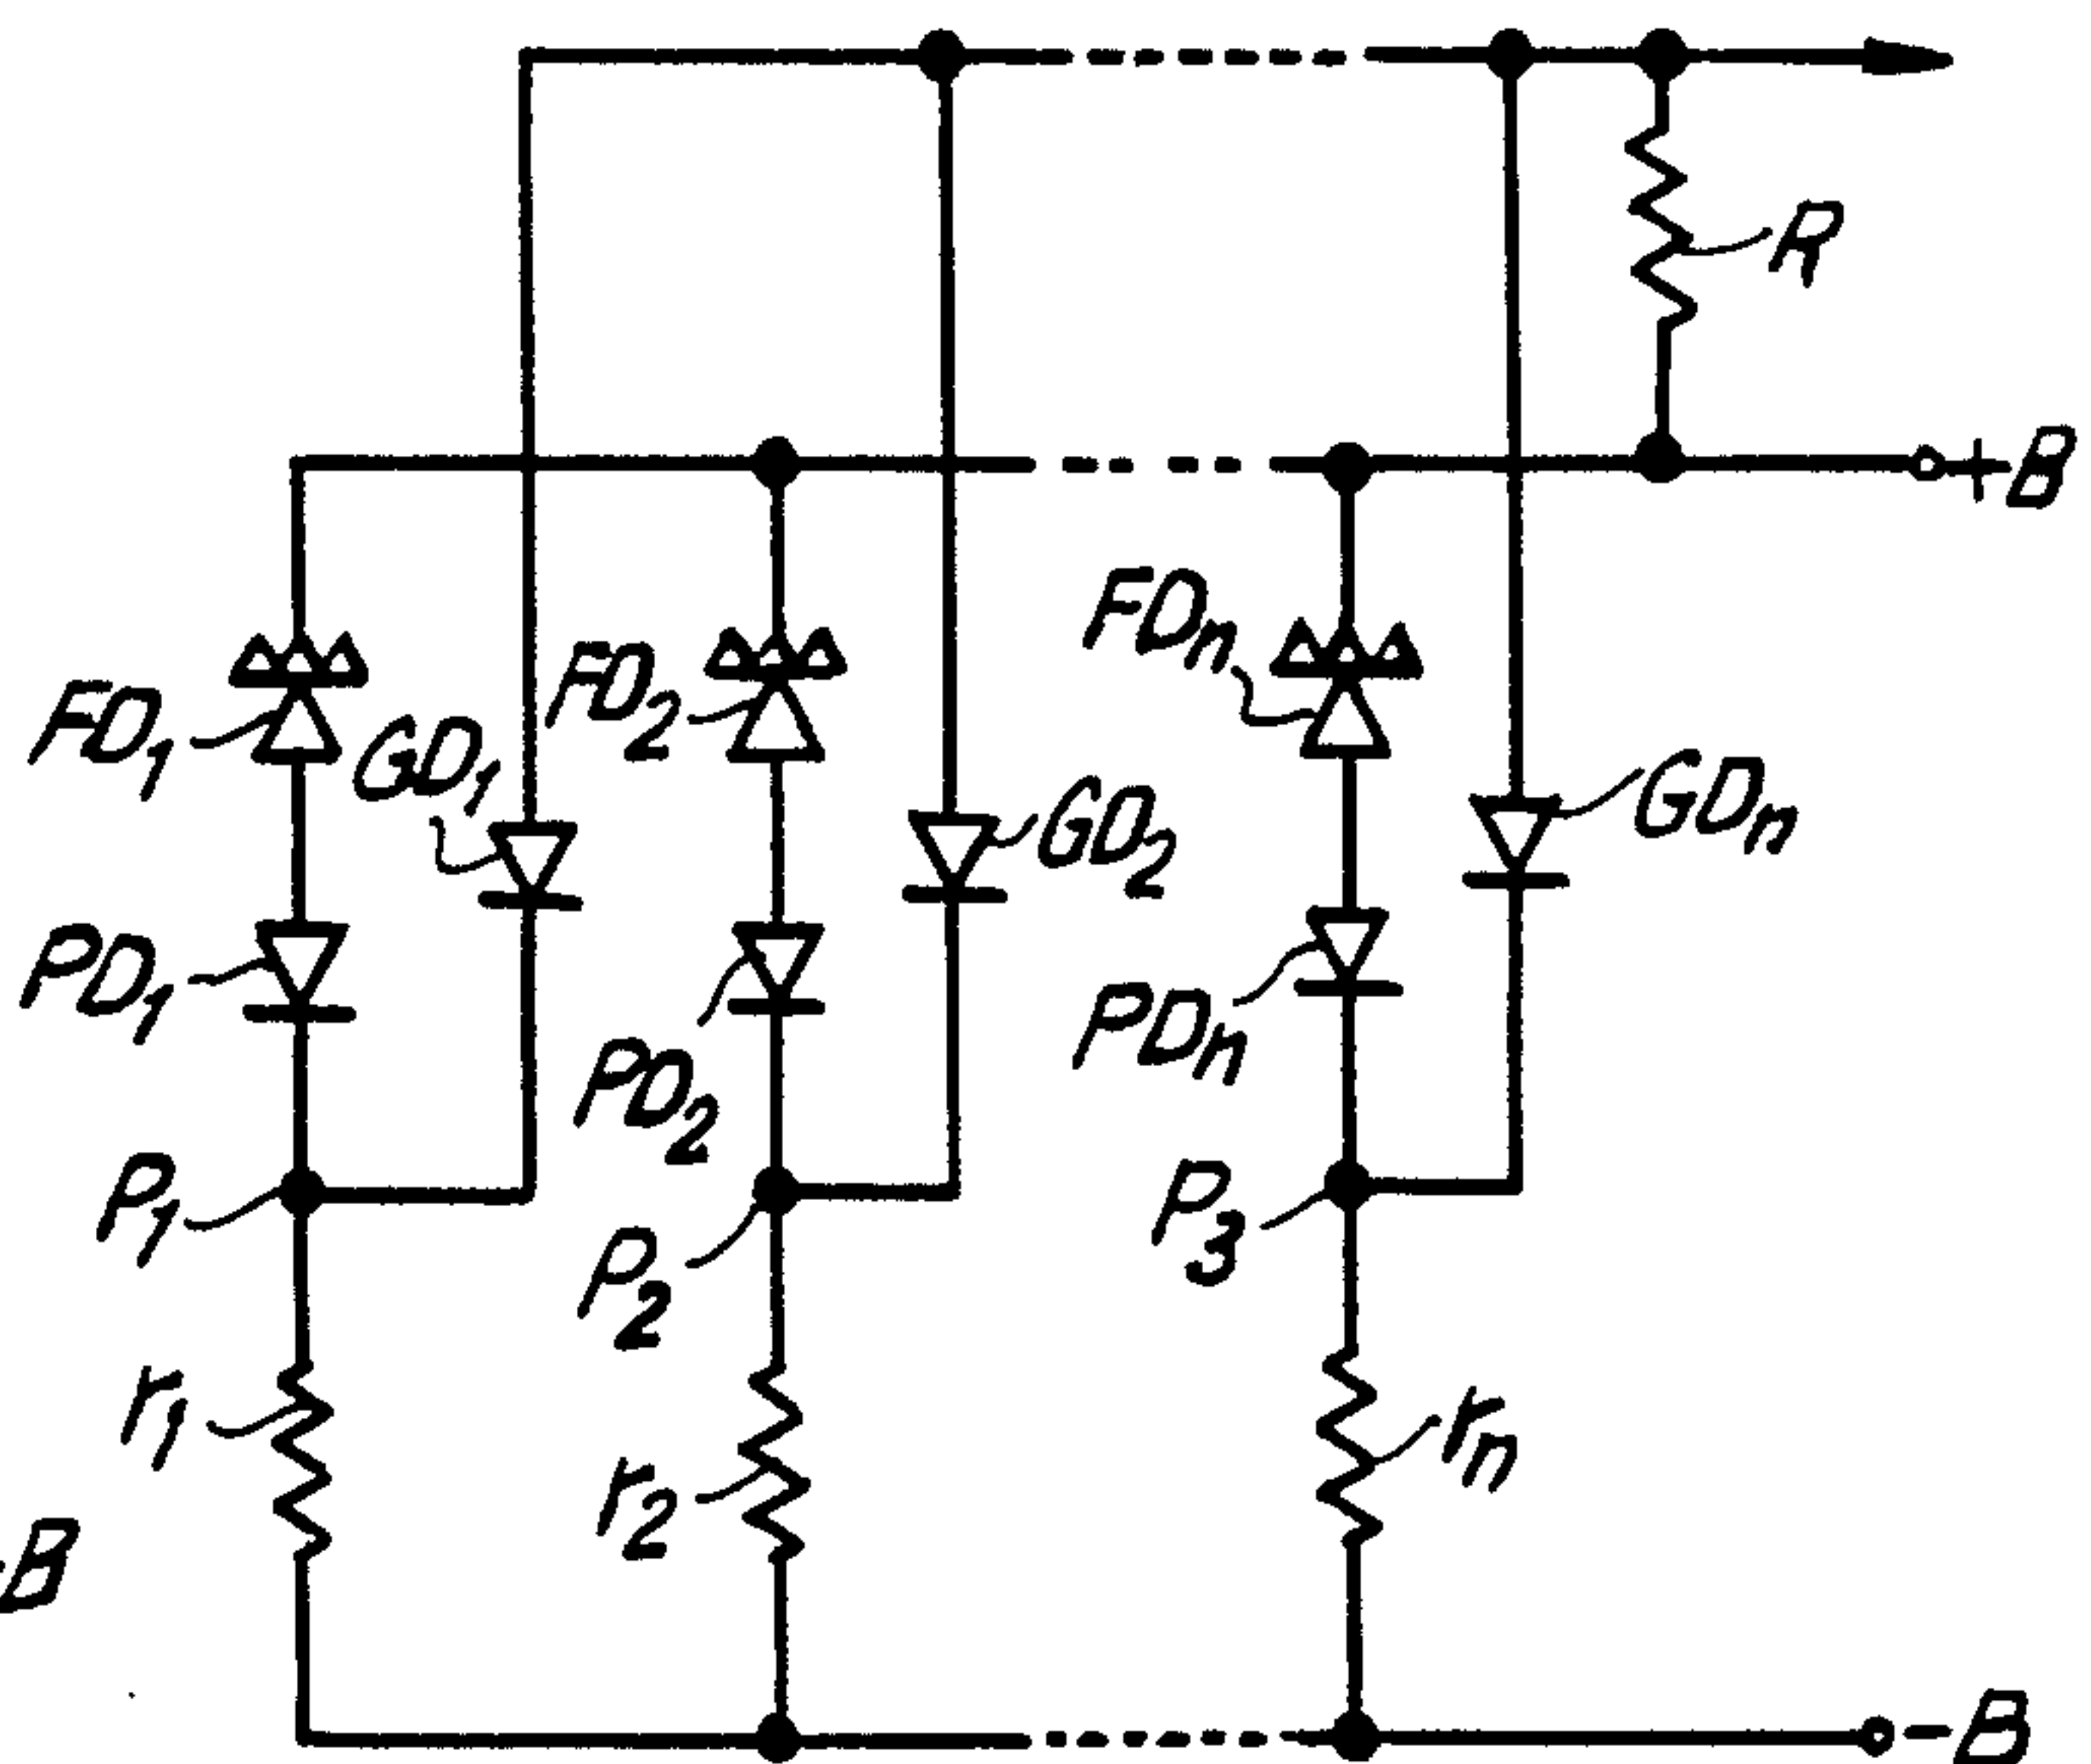 R
+B
FD1
GD1
FD2
GD2
FDn
GDn
PD1
PD2
PDn
P1
P2
P3
r1
r2
rn
B
-B